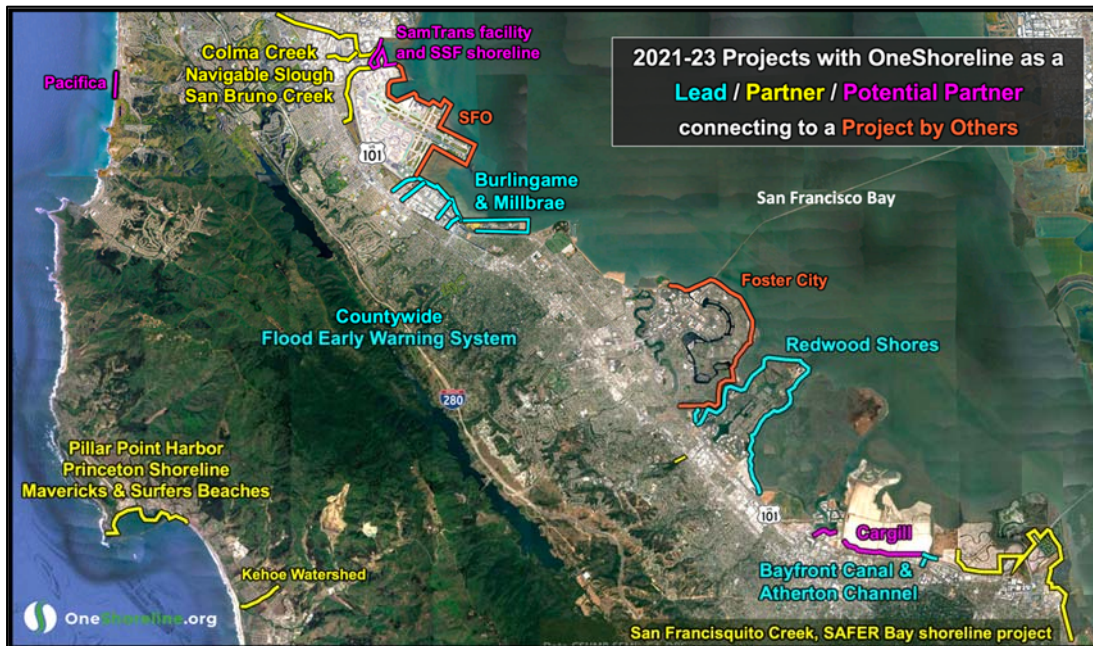 2021-23 Projects with OneShoreline as a
Lead / Partner / Potential Partner
connecting to a Project by Others
SamTrans facility
and SSF shoreline
Colma Creek
Navigable Slough
San Bruno Creek
Pacifica
SFO
101
Burlingame
& Millbrae
San Francisco Bay
Foster City
Countywide
Flood Early Warning System
Redwood Shores
280
Pillar Point Harbor
Princeton Shoreline
Mavericks & Surfers Beaches
101
Cargill
Kehoe Watershed
Bayfront Canal &
Atherton Channel
OneShoreline.org
San Francisquito Creek, SAFER Bay shoreline project